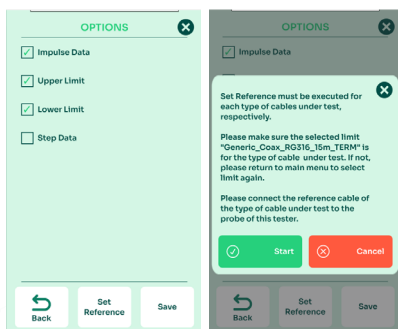 OPTIONS
Impulse Data
Upper Limit
Lower Limit
Step Data
Back
Set
Reference
Save
OPTIONS
Impulse Data
Set Reference must be executed for
each type of cables under test,
respectively.
Please make sure the selected limit
"Generic_Coax_RG316_15m_TERM" is
for the type of cable under test. If not,
please return to main menu to select
limit again.
Please connect the reference cable of
the type of cable under test to the
probe of this tester.
Start
Cancel
Back
Set
Reference
Save